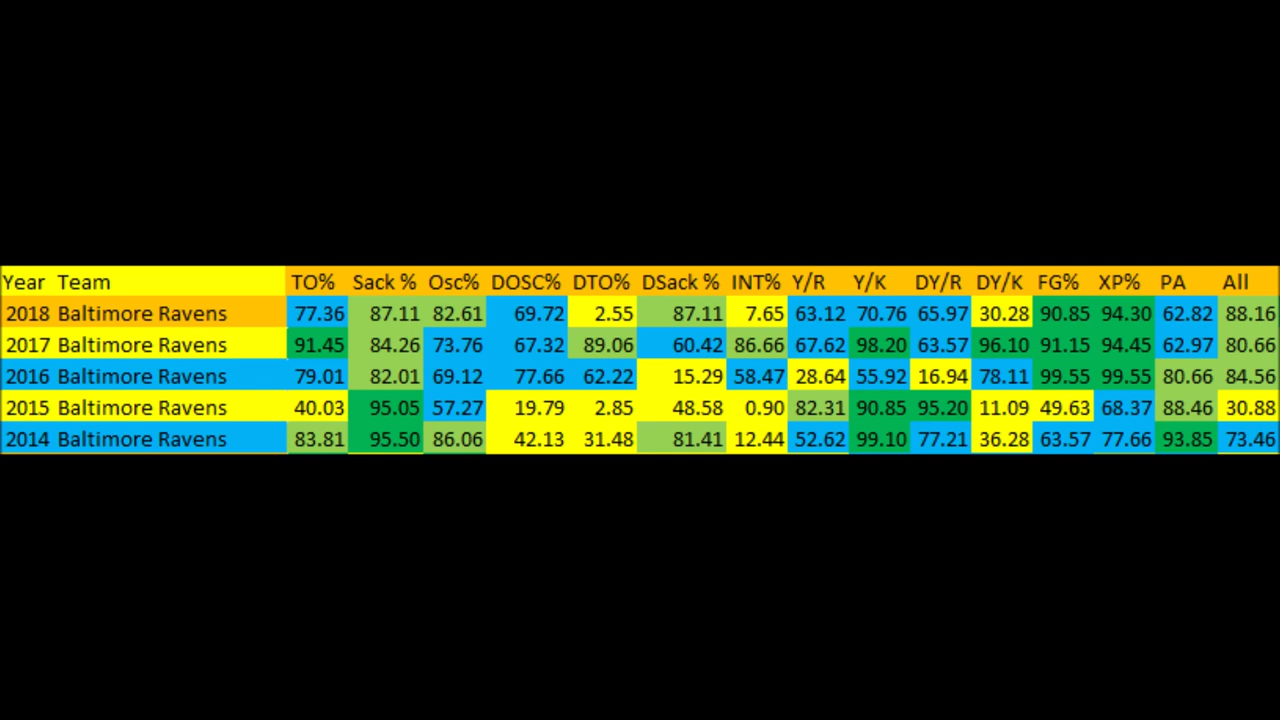 Year Team TO% Sack % Osc% DOSC% DTO% DSack % INT% Y/R Y/K DY/R DY/K FG% XP% PA All
2018 Baltimore Ravens 77.36 87.11 82.61 69.72 2.55 87.11 7.65 63.12 70.76 65.97 30.28 90.85 94.30 62.82 88.16
2017 Baltimore Ravens 91.45 84.26 73.76 67.32 89.06 60.42 86.66 67.62 98.20 63.57 96.10 91.15 94.45 62.97 80.66
2016 Baltimore Ravens 79.01 82.01 69.12 77.66 62.22 15.29 58.47 28.64 55.92 16.94 78.11 99.55 99.55 80.66 84.56
2015 Baltimore Ravens 40.03 95.05 57.27 19.79 2.85 48.58 0.90 82.31 90.85 95.20 11.09 49.63 68.37 88.46 30.88
2014 Baltimore Ravens 83.81 95.50 86.06 42.13 31.48 81.41 12.44 52.62 99.10 77.21 36.28 63.57 77.66 93.85 73.46